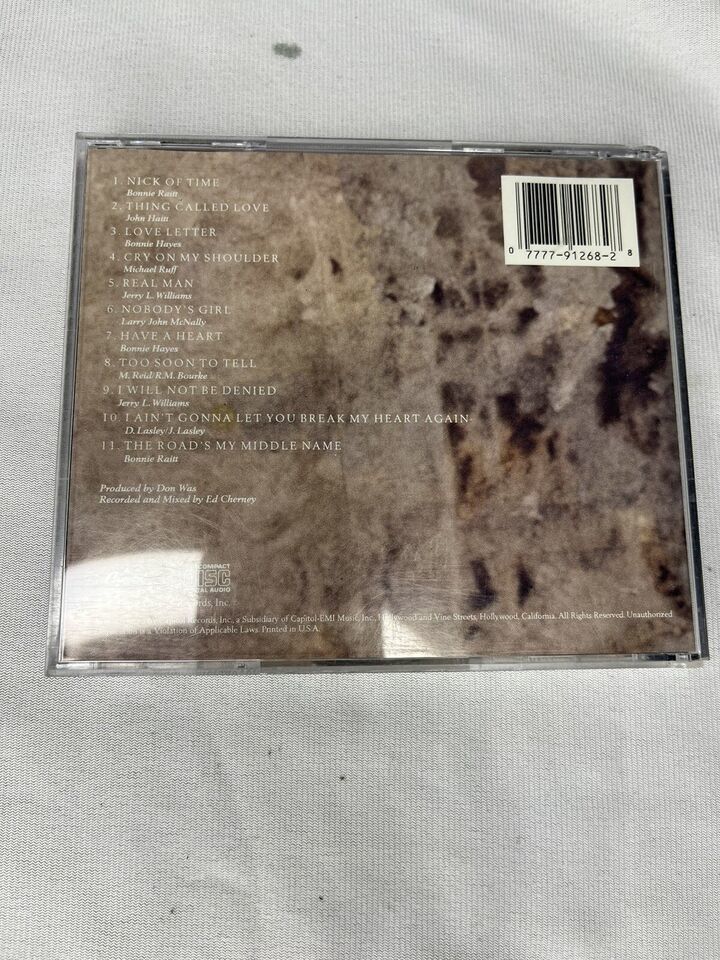 1. NICK OF TIME
Bonnie Raitt
2. THING CALLED LOVE
John Haitt
3. LOVE LETTER
Bonnie Hayes
4. CRY ON MY SHOULDER
Michael Ruff
5. REAL MAN
Jerry L. Williams
6. NOBODY'S GIRL
Larry John McNally
7. HAVE A HEART
Bonnie Hayes
8. TOO SOON TO TELL
M. Reid/R.M. Bourke
9. I WILL NOT BE DENIED
Jerry L. Williams
10. I AIN'T GONNA LET YOU BREAK MY HEART AGAIN
D. Lasley/J. Lasley
11. THE ROAD'S MY MIDDLE NAME
Bonnie Raitt
0 7777-91268-2 8
Produced by Don Was
Recorded and Mixed by Ed Cherney
COMPACT
DISC
DIGITAL AUDIO
Records, Inc.
Records, Inc., a Subsidiary of Capitol-EMI Music, Inc., Hollywood and Vine Streets, Hollywood, California. All Rights Reserved. Unauthorized
is a Violation of Applicable Laws. Printed in U.S.A.